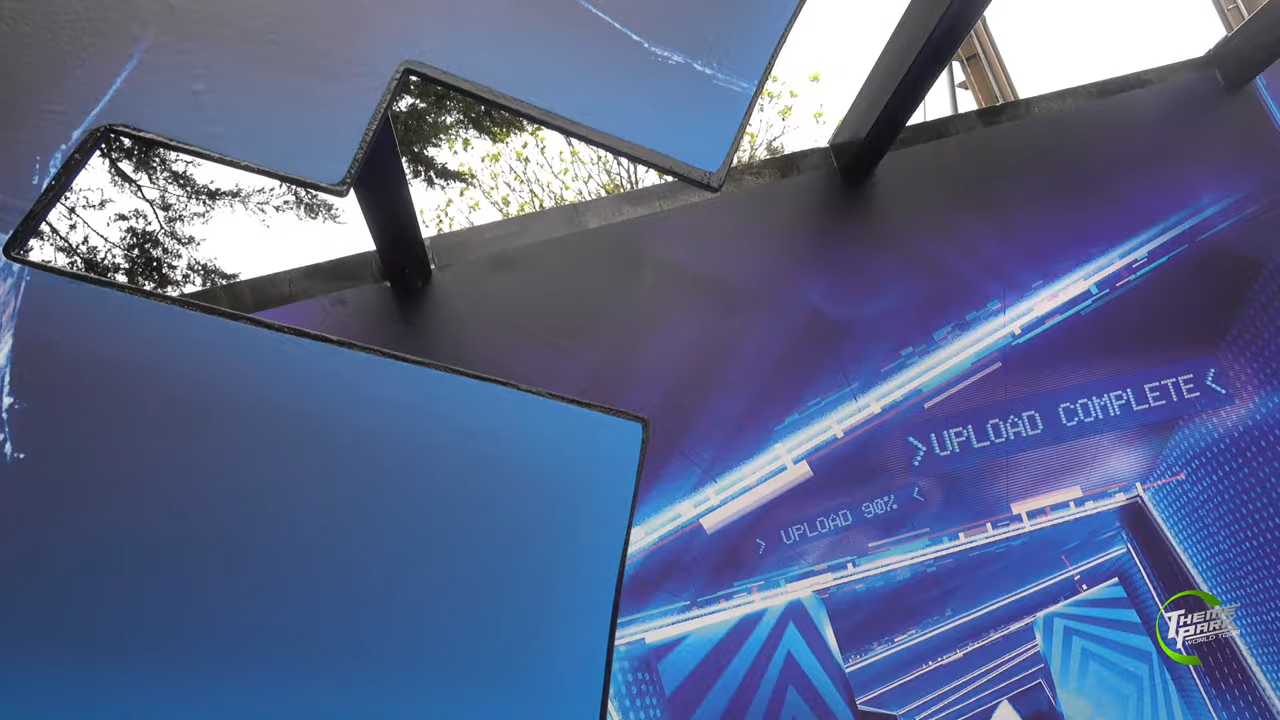 >UPLOAD COMPLETE<
> UPLOAD 90% <
THEME
PARK
WORLD TOUR